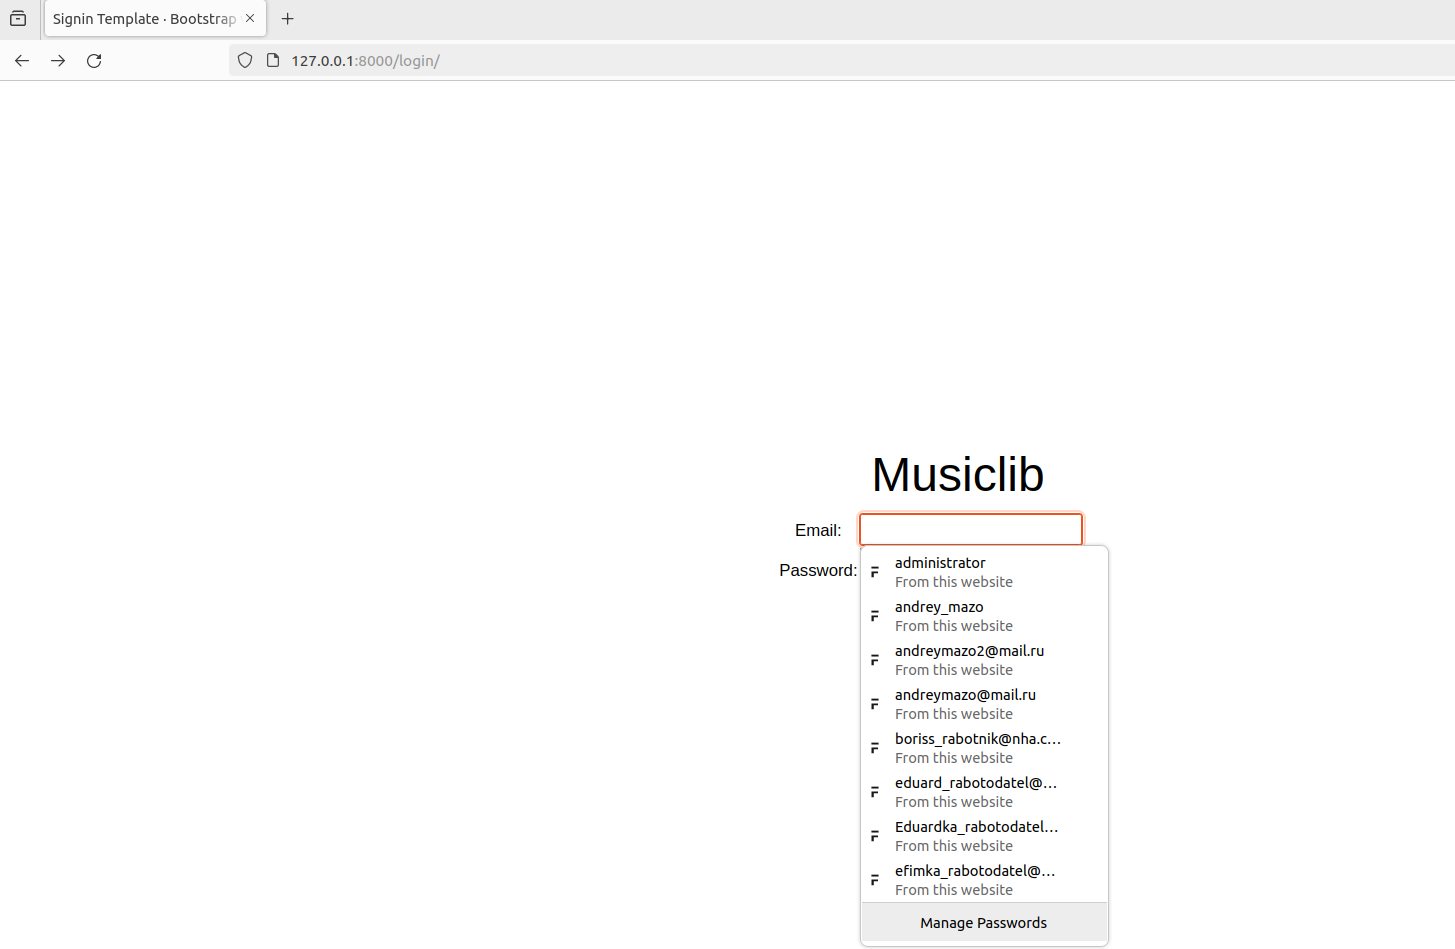 Signin Template · Bootstrap
127.0.0.1:8000/login/
Musiclib
Email:
Password:
administrator
From this website
andrey_mazo
From this website
andreymazo2@mail.ru
From this website
andreymazo@mail.ru
From this website
boriss_rabotnik@nha.c...
From this website
eduard_rabotodatel@...
From this website
Eduardka_rabotodatel...
From this website
efimka_rabotodatel@...
From this website
Manage Passwords